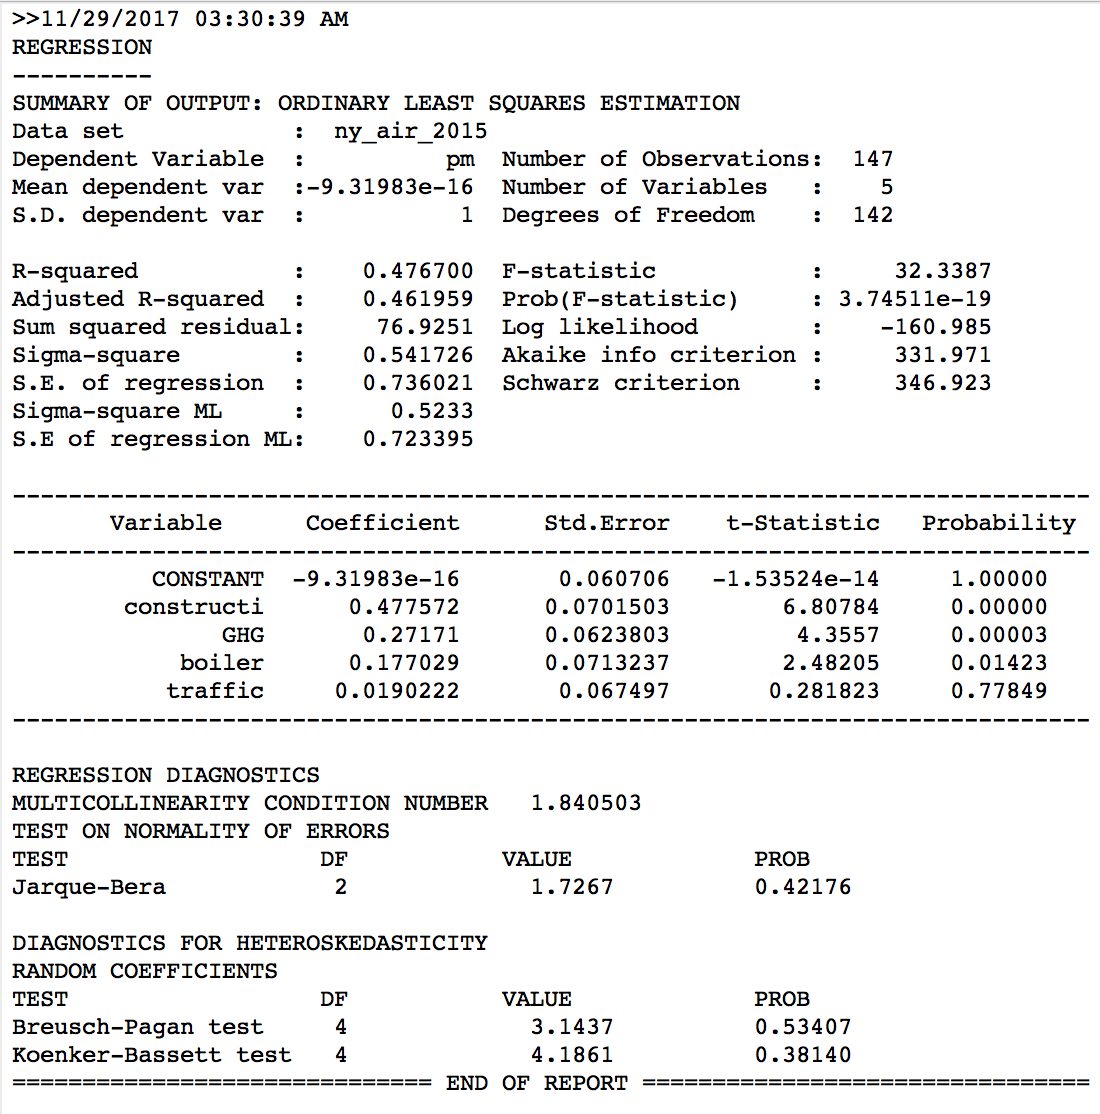 >>11/29/2017 03:30:39 AM
REGRESSION
----------
SUMMARY OF OUTPUT: ORDINARY LEAST SQUARES ESTIMATION
Data set            :  ny_air_2015
Dependent Variable  :          pm  Number of Observations:  147
Mean dependent var  :-9.31983e-16  Number of Variables   :    5
S.D. dependent var  :           1  Degrees of Freedom    :  142

R-squared           :    0.476700  F-statistic           :     32.3387
Adjusted R-squared  :    0.461959  Prob(F-statistic)     : 3.74511e-19
Sum squared residual:     76.9251  Log likelihood        :    -160.985
Sigma-square        :    0.541726  Akaike info criterion :     331.971
S.E. of regression  :    0.736021  Schwarz criterion     :     346.923
Sigma-square ML     :      0.5233
S.E of regression ML:    0.723395

-----------------------------------------------------------------------------
       Variable      Coefficient      Std.Error    t-Statistic   Probability
-----------------------------------------------------------------------------
          CONSTANT  -9.31983e-16       0.060706   -1.53524e-14     1.00000
        constructi      0.477572      0.0701503        6.80784     0.00000
               GHG       0.27171      0.0623803         4.3557     0.00003
            boiler      0.177029      0.0713237        2.48205     0.01423
           traffic     0.0190222       0.067497       0.281823     0.77849
-----------------------------------------------------------------------------

REGRESSION DIAGNOSTICS
MULTICOLLINEARITY CONDITION NUMBER   1.840503
TEST ON NORMALITY OF ERRORS
TEST                  DF           VALUE             PROB
Jarque-Bera            2             1.7267          0.42176

DIAGNOSTICS FOR HETEROSKEDASTICITY
RANDOM COEFFICIENTS
TEST                  DF           VALUE             PROB
Breusch-Pagan test     4             3.1437          0.53407
Koenker-Bassett test   4             4.1861          0.38140
============================== END OF REPORT ================================